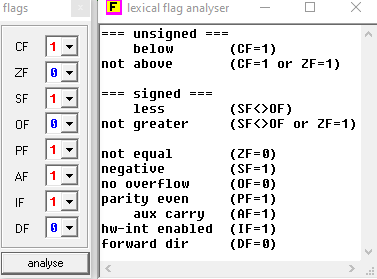 flags
CF 1
ZF 0
SF 1
OF 0
PF 1
AF 1
IF 1
DF 0
analyse
F lexical flag analyser
=== unsigned ===
below (CF=1)
not above (CF=1 or ZF=1)
=== signed ===
less (SF<>OF)
not greater (SF<>OF or ZF=1)
not equal (ZF=0)
negative (SF=1)
no overflow (OF=0)
parity even (PF=1)
aux carry (AF=1)
hw-int enabled (IF=1)
forward dir (DF=0)